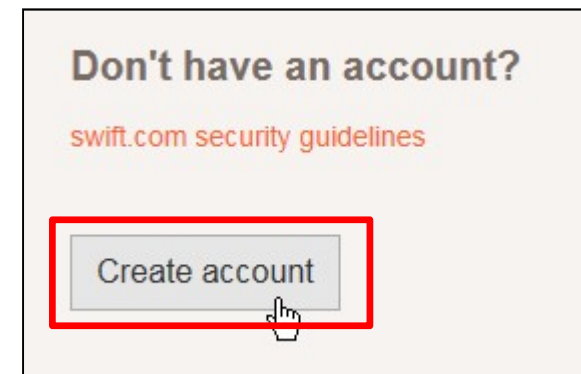 Don't have an account?
swift.com security guidelines
Create account